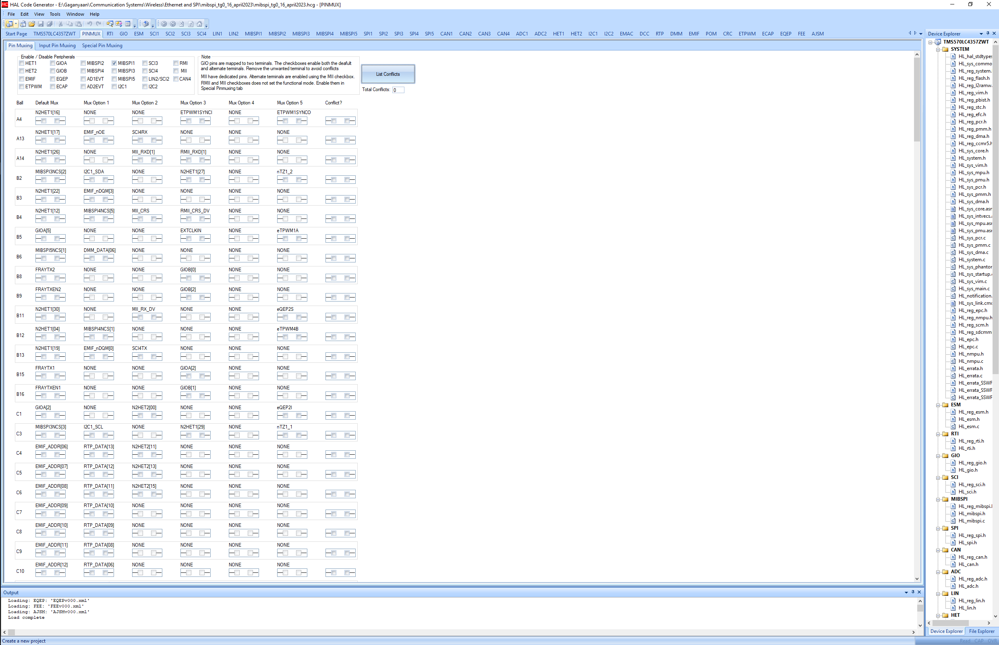 HAL Code Generator - E:\Gaganyaan\Communication Systems\Wireless\Ethernet and SPI\mibspi_tg0_16_april2023\mibspi_tg0_16_april2023.hcg - [PINMUX]
File Edit View Tools Window Help
Start Page TMS570LC4357ZWT PINMUX RTI GIO ESM SCI1 SCI2 SCI3 SCI4 LIN1 LIN2 MIBSPI1 MIBSPI2 MIBSPI3 MIBSPI4 MIBSPI5 SPI1 SPI2 SPI3 SPI4 SPI5 CAN1 CAN2 CAN3 CAN4 ADC1 ADC2 HET1 HET2 I2C1 I2C2 EMAC DCC RTP DMM EMIF POM CRC ETPWM ECAP EQEP FEE AJSM
Pin Muxing Input Pin Muxing Special Pin Muxing
Enable / Disable Peripherals
HET1 GIOA MIBSPI2 MIBSPI1 SCI3 RMI
HET2 GIOB MIBSPI4 MIBSPI3 SCI4 MII
EMIF EQEP AD1EVT MIBSPI5 LIN2/SCI2 CAN4
ETPWM ECAP AD2EVT I2C1 I2C2
Note
GIO pins are mapped to two terminals. The checkboxes enable both the deafult
and alternate terminals. Remove the unwanted terminal to avoid conflicts
MII have dedicated pins. Alternate terminals are enabled using the MII checkbox.
RMII and MII checkboxes does not set the functional mode. Enable them in
Special Pinmuxing tab
List Conflicts
Total Conflicts: 0
Ball Default Mux Mux Option 1 Mux Option 2 Mux Option 3 Mux Option 4 Mux Option 5 Conflict?
A4 N2HET1[16] NONE NONE ETPWM1SYNCI NONE ETPWM1SYNCO
A13 N2HET1[17] EMIF_nOE SCI4RX NONE NONE NONE
A14 N2HET1[26] NONE MII_RXD[1] RMII_RXD[1] NONE NONE
B2 MIBSPI3NCS[2] I2C1_SDA NONE N2HET1[27] NONE nTZ1_2
B3 N2HET1[22] EMIF_nDQM[3] NONE NONE NONE NONE
B4 N2HET1[12] MIBSPI4NCS[5] MII_CRS RMII_CRS_DV NONE NONE
B5 GIOA[5] NONE NONE EXTCLKIN NONE eTPWM1A
B6 MIBSPI5NCS[1] DMM_DATA[06] NONE NONE NONE NONE
B8 FRAYTX2 NONE NONE GIOB[0] NONE NONE
B9 FRAYTXEN2 NONE NONE GIOB[2] NONE NONE
B11 N2HET1[30] NONE MII_RX_DV NONE NONE eQEP2S
B12 N2HET1[04] MIBSPI4NCS[1] NONE NONE NONE eTPWM4B
B13 N2HET1[19] EMIF_nDQM[0] SCI4TX NONE NONE NONE
B15 FRAYTX1 NONE NONE GIOA[2] NONE NONE
B16 FRAYTXEN1 NONE NONE GIOB[1] NONE NONE
C1 GIOA[2] NONE N2HET2[00] NONE NONE eQEP2I
C3 MIBSPI3NCS[3] I2C1_SCL NONE N2HET1[29] NONE nTZ1_1
C4 EMIF_ADDR[06] RTP_DATA[13] N2HET2[11] NONE NONE NONE
C5 EMIF_ADDR[07] RTP_DATA[12] N2HET2[13] NONE NONE NONE
C6 EMIF_ADDR[08] RTP_DATA[11] N2HET2[15] NONE NONE NONE
C7 EMIF_ADDR[09] RTP_DATA[10] NONE NONE NONE NONE
C8 EMIF_ADDR[10] RTP_DATA[09] NONE NONE NONE NONE
C9 EMIF_ADDR[11] RTP_DATA[08] NONE NONE NONE NONE
C10 EMIF_ADDR[12] RTP_DATA[06] NONE NONE NONE NONE
Output
Loading: EQEP: 'EQEPv000.xml'
Loading: FEE: 'FEEv000.xml'
Loading: AJSM: 'AJSMv000.xml'
Load complete
Create a new project
Device Explorer
TMS570LC4357ZWT
SYSTEM
HL_hal_stdtypes
HL_sys_commo
HL_reg_system.
HL_reg_flash.h
HL_reg_l2ramw.
HL_reg_vim.h
HL_reg_pbist.h
HL_reg_stc.h
HL_reg_efc.h
HL_reg_pcr.h
HL_reg_pmm.h
HL_reg_dma.h
HL_reg_ccmr5.h
HL_sys_core.h
HL_system.h
HL_sys_vim.h
HL_sys_mpu.h
HL_sys_pmu.h
HL_sys_pcr.h
HL_sys_pmm.h
HL_sys_dma.h
HL_sys_core.asm
HL_sys_intvecs.a
HL_sys_mpu.asm
HL_sys_pmu.asm
HL_sys_pcr.c
HL_sys_pmm.c
HL_sys_dma.c
HL_system.c
HL_sys_phantom
HL_sys_startup.c
HL_sys_vim.c
HL_sys_main.c
HL_notification.
HL_sys_link.cmd
HL_reg_epc.h
HL_reg_nmpu.h
HL_reg_scm.h
HL_reg_sdcmm
HL_epc.h
HL_epc.c
HL_nmpu.h
HL_nmpu.c
HL_errata.h
HL_errata.c
HL_errata_SSWF
HL_errata_SSWF
HL_errata_SSWF
ESM
HL_reg_esm.h
HL_esm.h
HL_esm.c
RTI
HL_reg_rti.h
HL_rti.h
GIO
HL_reg_gio.h
HL_gio.h
SCI
HL_reg_sci.h
HL_sci.h
MIBSPI
HL_reg_mibspi.h
HL_mibspi.h
HL_mibspi.c
SPI
HL_reg_spi.h
HL_spi.h
CAN
HL_reg_can.h
HL_can.h
ADC
HL_reg_adc.h
HL_adc.h
LIN
HL_reg_lin.h
HL_lin.h
HET
Device Explorer File Explorer
Read CAP OVR